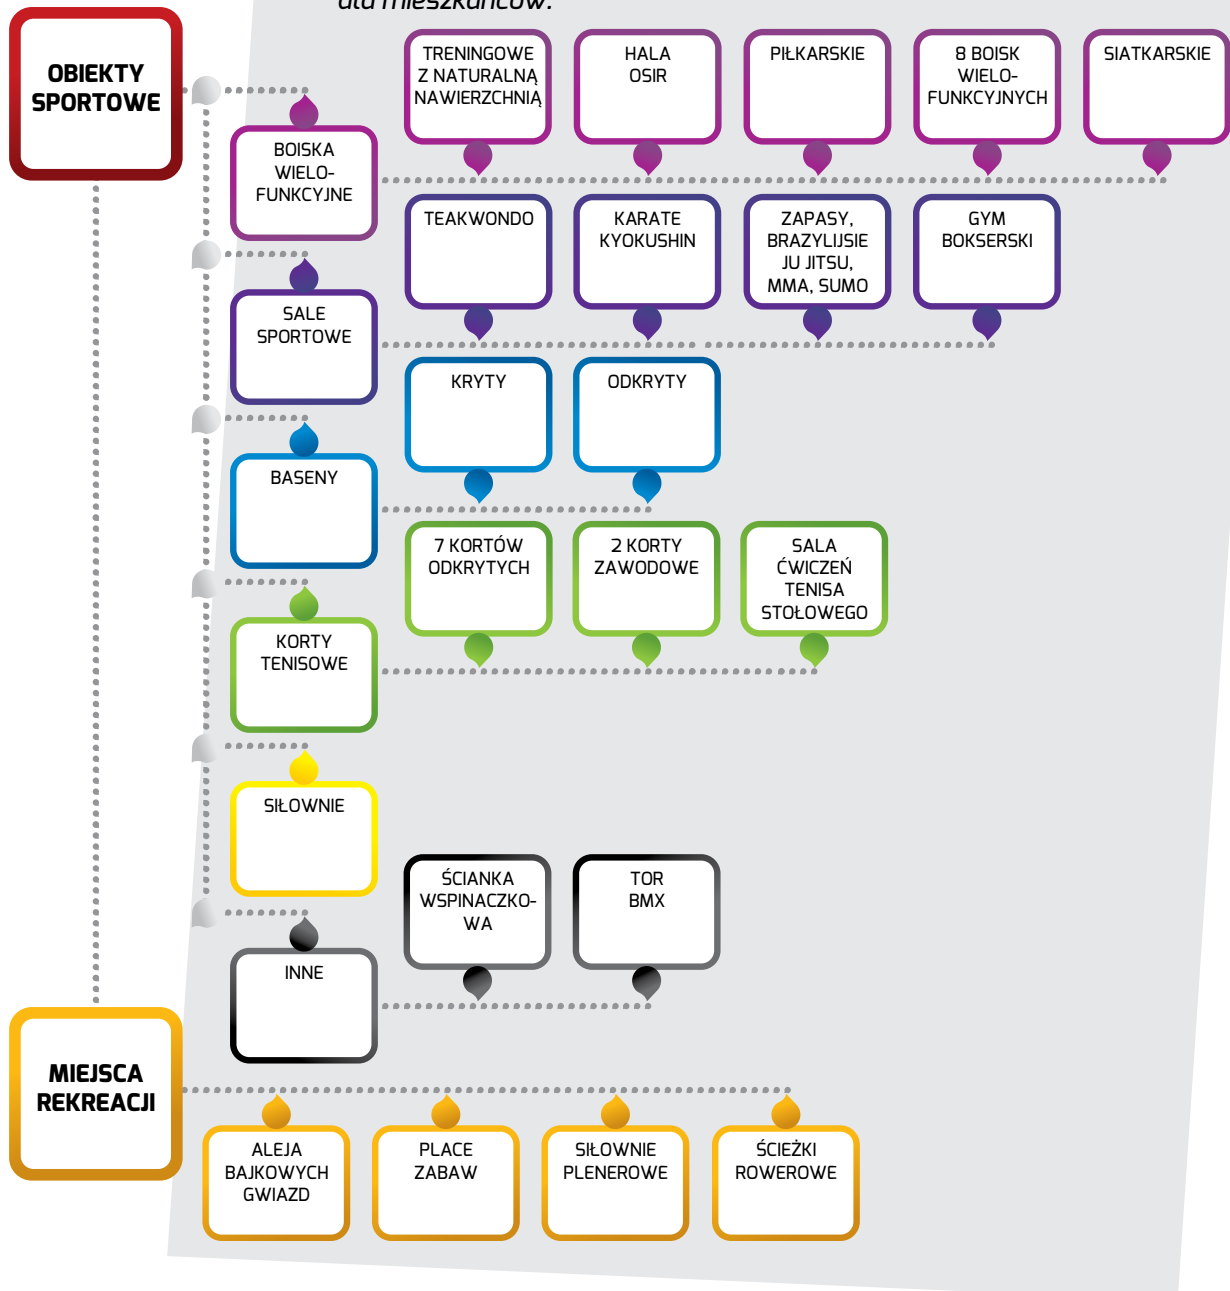 dla mieszkańców.
OBIEKTY
SPORTOWE
TRENINGOWE
Z NATURALNĄ
NAWIERZCHNIĄ
HALA
OSIR
PIŁKARSKIE
8 BOISK
WIELO-
FUNKCYJNYCH
SIATKARSKIE
BOISKA
WIELO-
FUNKCYJNE
TEAKWONDO
KARATE
KYOKUSHIN
ZAPASY,
BRAZYLIJSIE
JU JITSU,
MMA, SUMO
GYM
BOKSERSKI
SALE
SPORTOWE
KRYTY
ODKRYTY
BASENY
7 KORTÓW
ODKRYTYCH
2 KORTY
ZAWODOWE
SALA
ĆWICZEŃ
TENISA
STOŁOWEGO
KORTY
TENISOWE
SIŁOWNIE
ŚCIANKA
WSPINACZKO-
WA
TOR
BMX
INNE
MIEJSCA
REKREACJI
ALEJA
BAJKOWYCH
GWIAZD
PLACE
ZABAW
SIŁOWNIE
PLENEROWE
ŚCIEŻKI
ROWEROWE